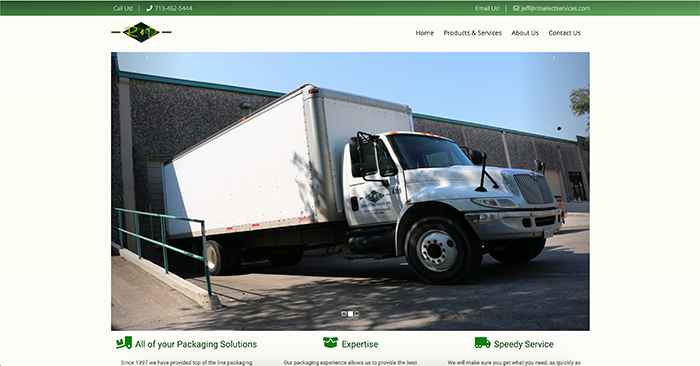 Call Us! | 713-462-5444
Email Us! | Jeff@rdselectservices.com
Home Products & Services About Us Contact Us
All of your Packaging Solutions
Expertise
Speedy Service
Since 1997 we have provided top of the line packaging
Our packaging experience allows us to provide the best
We will make sure you get what you need, as quickly as